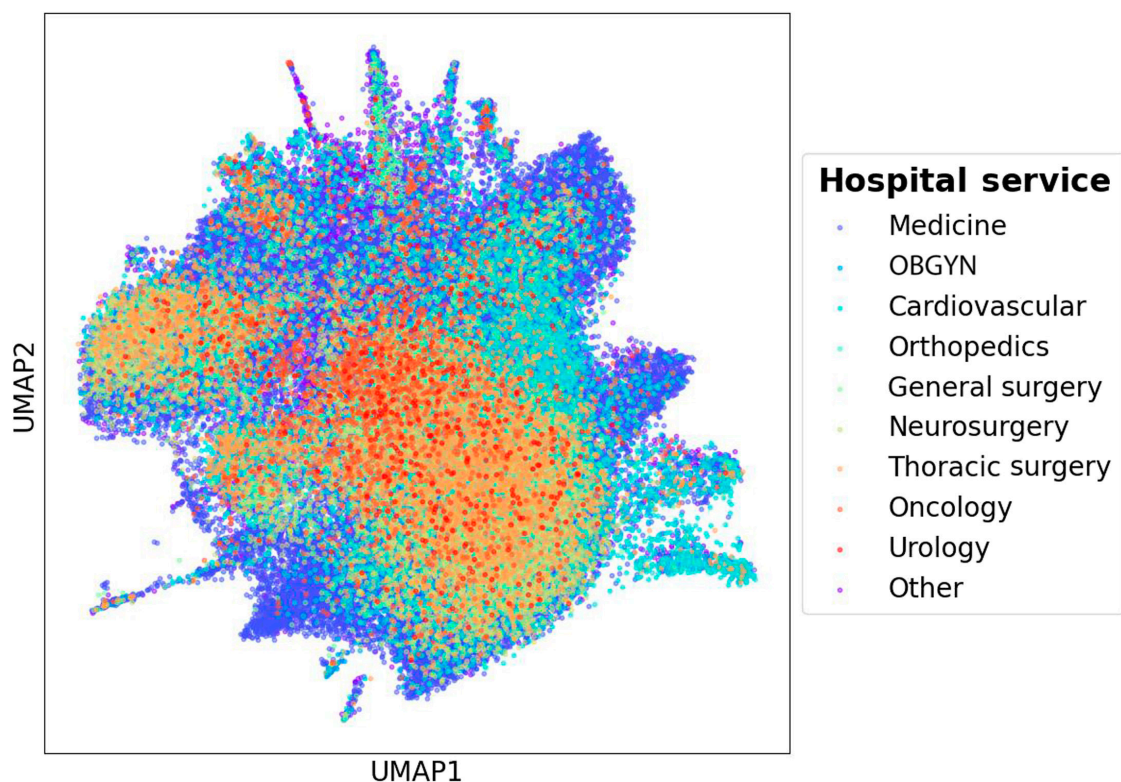 UMAP2
UMAP1
Hospital service
Medicine
OBGYN
Cardiovascular
Orthopedics
General surgery
Neurosurgery
Thoracic surgery
Oncology
Urology
Other